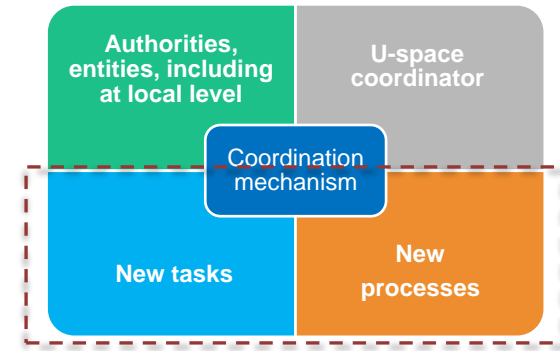 Authorities,
entities, including
at local level
U-space
coordinator
Coordination
mechanism
New tasks
New
processes